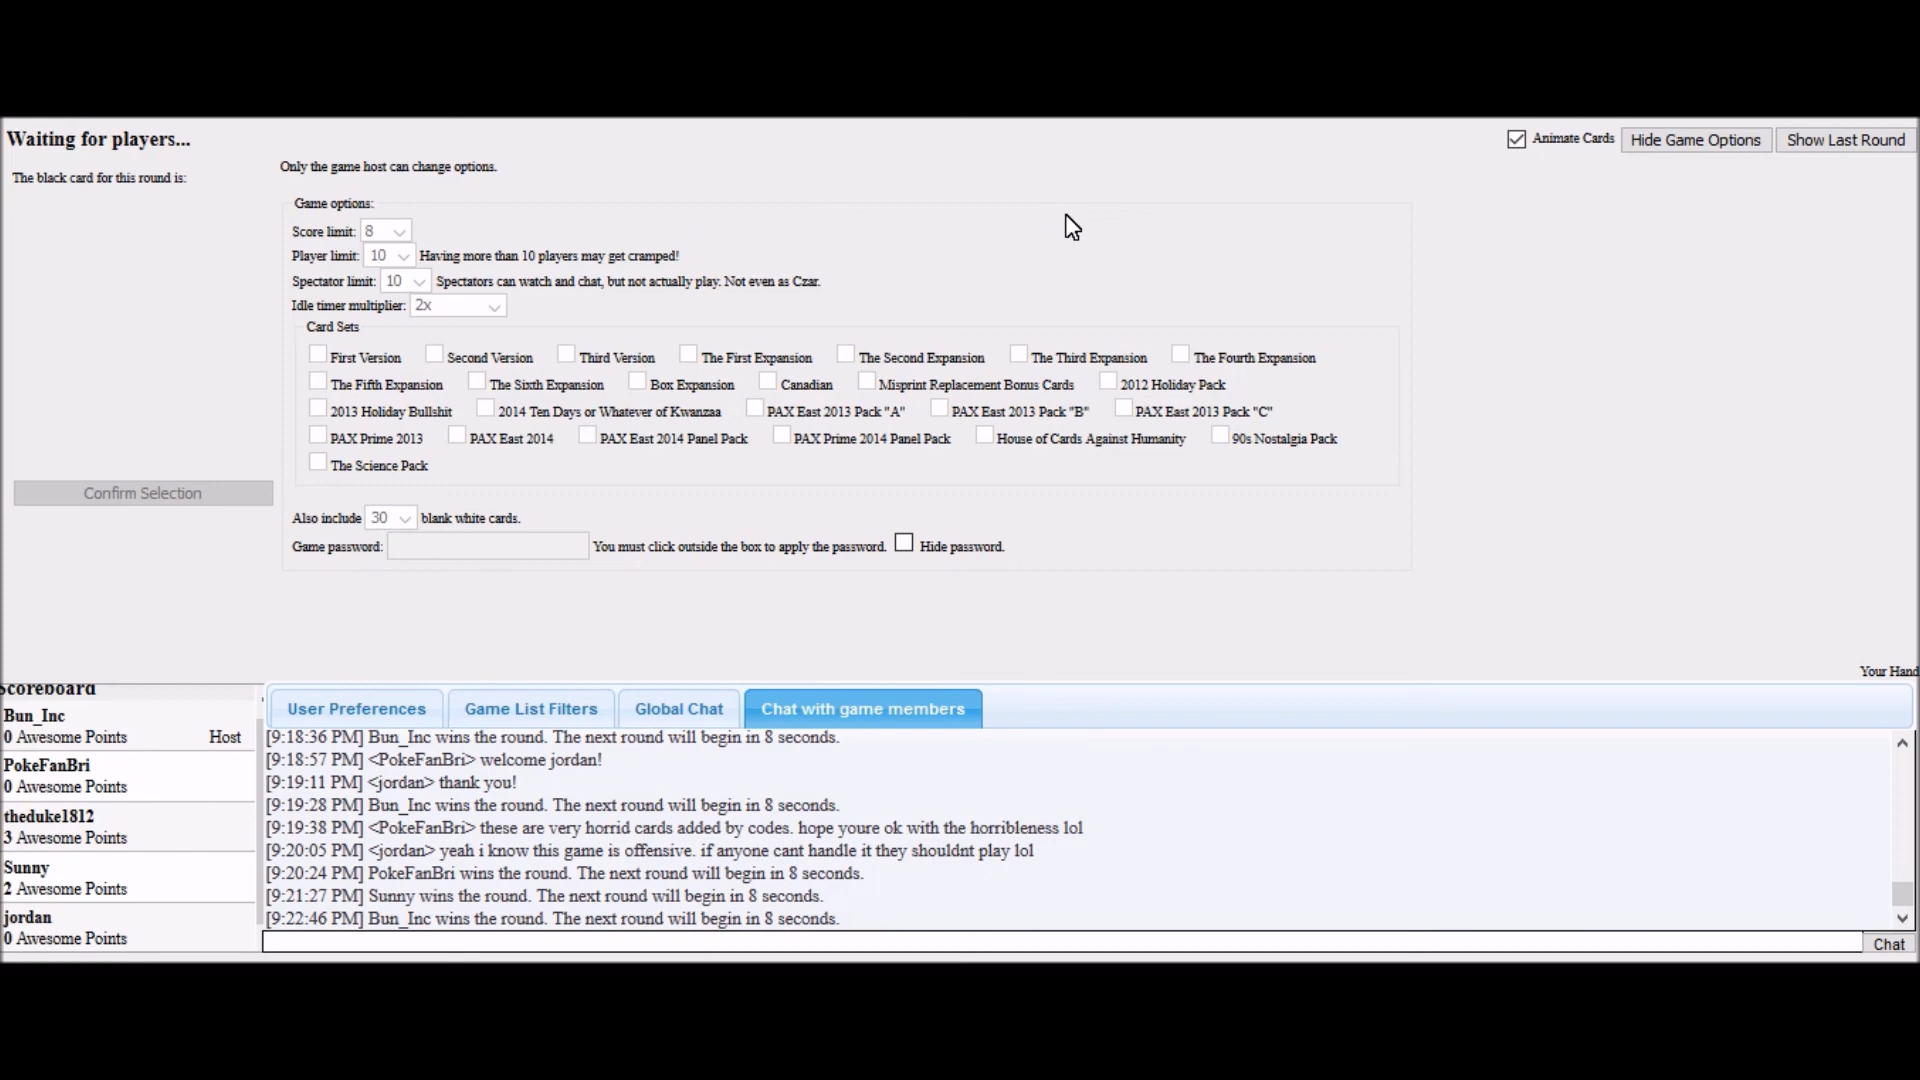 Waiting for players...
Animate Cards
Hide Game Options
Show Last Round
The black card for this round is:
Only the game host can change options.
Game options:
Score limit: 8
Player limit: 10 Having more than 10 players may get cramped!
Spectator limit: 10 Spectators can watch and chat, but not actually play. Not even as Czar.
Idle timer multiplier: 2x
Card Sets
First Version Second Version Third Version The First Expansion The Second Expansion The Third Expansion The Fourth Expansion
The Fifth Expansion The Sixth Expansion Box Expansion Canadian Misprint Replacement Bonus Cards 2012 Holiday Pack
2013 Holiday Bullshit 2014 Ten Days or Whatever of Kwanzaa PAX East 2013 Pack "A" PAX East 2013 Pack "B" PAX East 2013 Pack "C"
PAX Prime 2013 PAX East 2014 PAX East 2014 Panel Pack PAX Prime 2014 Panel Pack House of Cards Against Humanity 90s Nostalgia Pack
The Science Pack
Confirm Selection
Also include 30 blank white cards.
Game password: You must click outside the box to apply the password. Hide password.
Your Hand
Scoreboard
Bun_Inc
0 Awesome Points Host
PokeFanBri
0 Awesome Points
theduke1812
3 Awesome Points
Sunny
2 Awesome Points
jordan
0 Awesome Points
User Preferences Game List Filters Global Chat Chat with game members
[9:18:36 PM] Bun_Inc wins the round. The next round will begin in 8 seconds.
[9:18:57 PM] <PokeFanBri> welcome jordan!
[9:19:11 PM] <jordan> thank you!
[9:19:28 PM] Bun_Inc wins the round. The next round will begin in 8 seconds.
[9:19:38 PM] <PokeFanBri> these are very horrid cards added by codes. hope youre ok with the horribleness lol
[9:20:05 PM] <jordan> yeah i know this game is offensive. if anyone cant handle it they shouldnt play lol
[9:20:24 PM] PokeFanBri wins the round. The next round will begin in 8 seconds.
[9:21:27 PM] Sunny wins the round. The next round will begin in 8 seconds.
[9:22:46 PM] Bun_Inc wins the round. The next round will begin in 8 seconds.
Chat